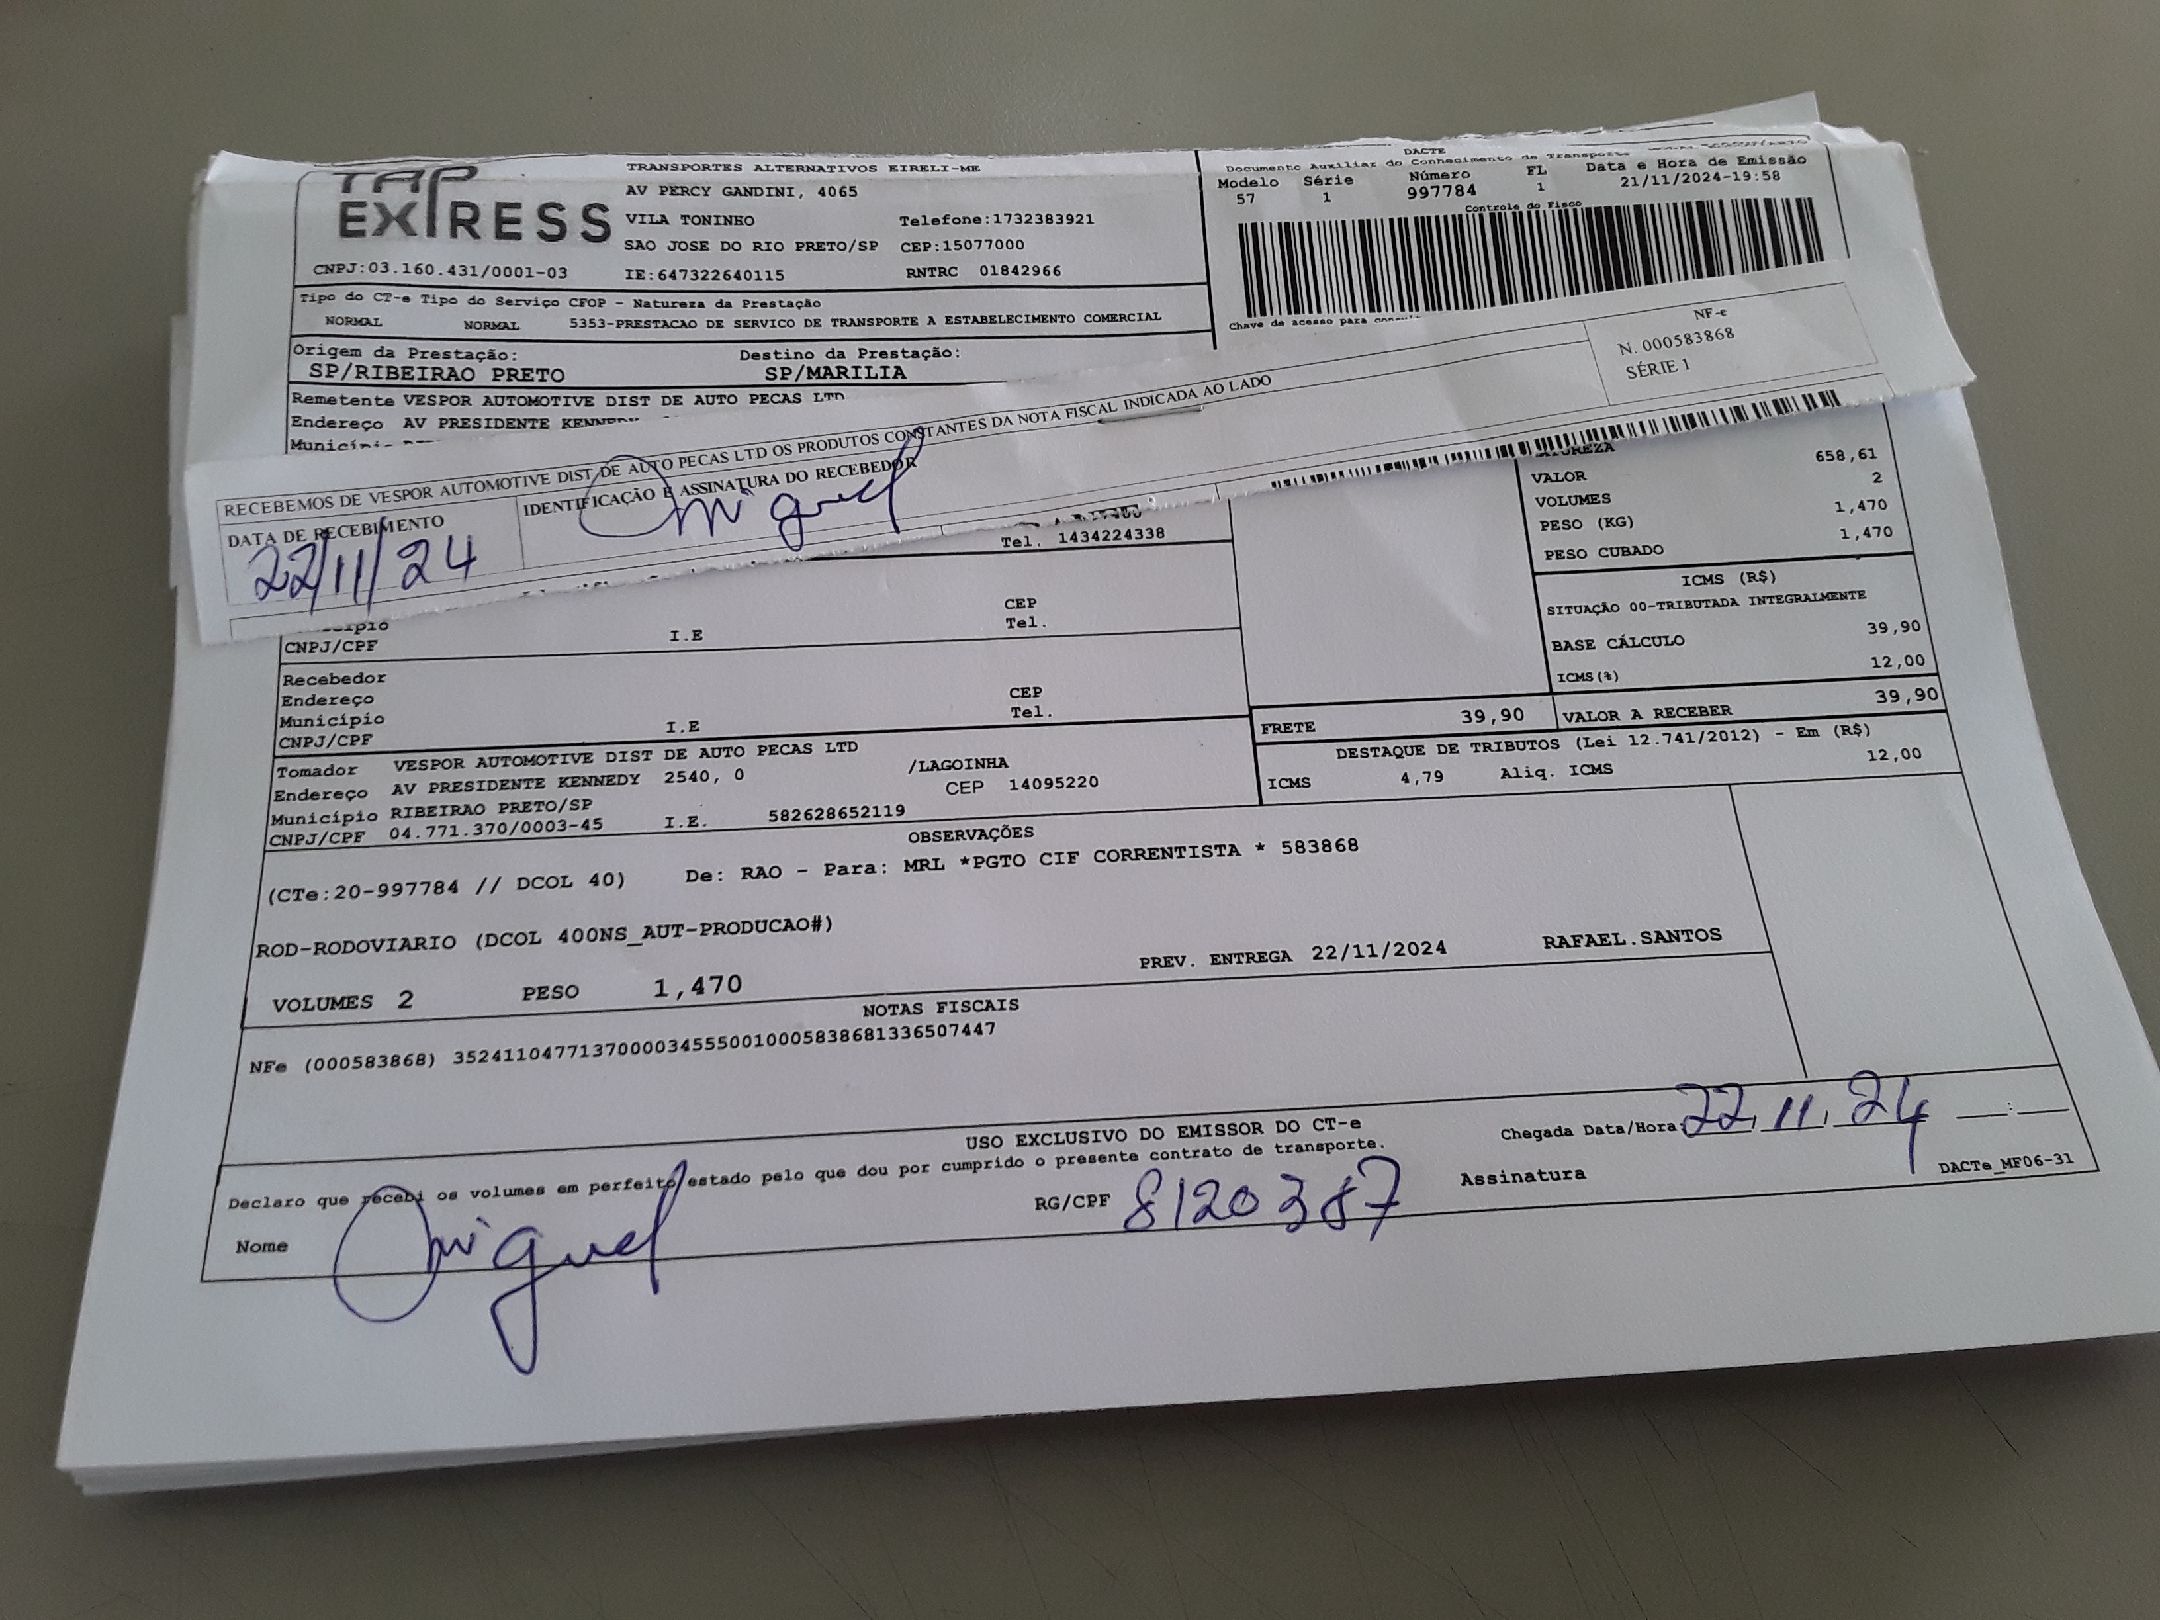 TAP
EXPRESS
TRANSPORTES ALTERNATIVOS EIRELI-ME
AV PERCY GANDINI, 4065
VILA TONINHO Telefone:1732383921
SAO JOSE DO RIO PRETO/SP CEP:15077000
CNPJ:03.160.431/0001-03 IE:647322640115 RNTRC 01842966
DACTE
Documento Auxiliar do Conhecimento de Transporte
Modelo Série Número FL Data e Hora de Emissão
57 1 997784 1 21/11/2024-19:58
Controle do Fisco
Chave de acesso para
Tipo do CT-e Tipo do Serviço CFOP - Natureza da Prestação
NORMAL NORMAL 5353-PRESTACAO DE SERVICO DE TRANSPORTE A ESTABELECIMENTO COMERCIAL
Origem da Prestação: Destino da Prestação:
SP/RIBEIRAO PRETO SP/MARILIA
Remetente VESPOR AUTOMOTIVE DIST DE AUTO PECAS LTD
Endereço AV PRESIDENTE KENNEDY
NF-e
N. 000583868
SÉRIE 1
RECEBEMOS DE VESPOR AUTOMOTIVE DIST DE AUTO PECAS LTD OS PRODUTOS CONSTANTES DA NOTA FISCAL INDICADA AO LADO
DATA DE RECEBIMENTO IDENTIFICAÇÃO E ASSINATURA DO RECEBEDOR
22/11/24 Miguel
Tel. 1434224338
CEP
Tel.
CNPJ/CPF I.E
Recebedor
Endereço CEP
Município Tel.
CNPJ/CPF I.E
VALOR 658,61
VOLUMES 2
PESO (KG) 1,470
PESO CUBADO 1,470
ICMS (R$)
SITUAÇÃO 00-TRIBUTADA INTEGRALMENTE
BASE CÁLCULO 39,90
ICMS(%) 12,00
FRETE 39,90 VALOR A RECEBER 39,90
DESTAQUE DE TRIBUTOS (Lei 12.741/2012) - Em (R$)
ICMS 4,79 Aliq. ICMS 12,00
Tomador VESPOR AUTOMOTIVE DIST DE AUTO PECAS LTD
Endereço AV PRESIDENTE KENNEDY 2540, 0 /LAGOINHA
Município RIBEIRAO PRETO/SP CEP 14095220
CNPJ/CPF 04.771.370/0003-45 I.E. 582628652119
OBSERVAÇÕES
(CTe:20-997784 // DCOL 40) De: RAO - Para: MRL *PGTO CIF CORRENTISTA * 583868
ROD-RODOVIARIO (DCOL 400NS_AUT-PRODUCAO#)
PREV. ENTREGA 22/11/2024 RAFAEL.SANTOS
VOLUMES 2 PESO 1,470
NOTAS FISCAIS
NFe (000583868) 35241104771370000345550010005838681336507447
USO EXCLUSIVO DO EMISSOR DO CT-e
Declaro que recebi os volumes em perfeito estado pelo que dou por cumprido o presente contrato de transporte.
Chegada Data/Hora: 22.11.24 ___:___
Nome Miguel RG/CPF 8120387 Assinatura
DACTe_MF06-31